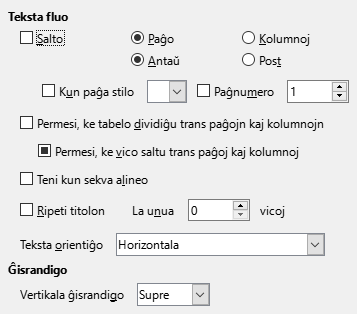 Teksta fluo
Salto Paĝo Kolumnoj
Antaŭ Post
Kun paĝa stilo Paĝnumero 1
Permesi, ke tabelo dividiĝu trans paĝojn kaj kolumnojn
Permesi, ke vico saltu trans paĝoj kaj kolumnoj
Teni kun sekva alineo
Ripeti titolon La unua 0 vicoj
Teksta orientiĝo Horizontala
Ĝisrandigo
Vertikala ĝisrandigo Supre